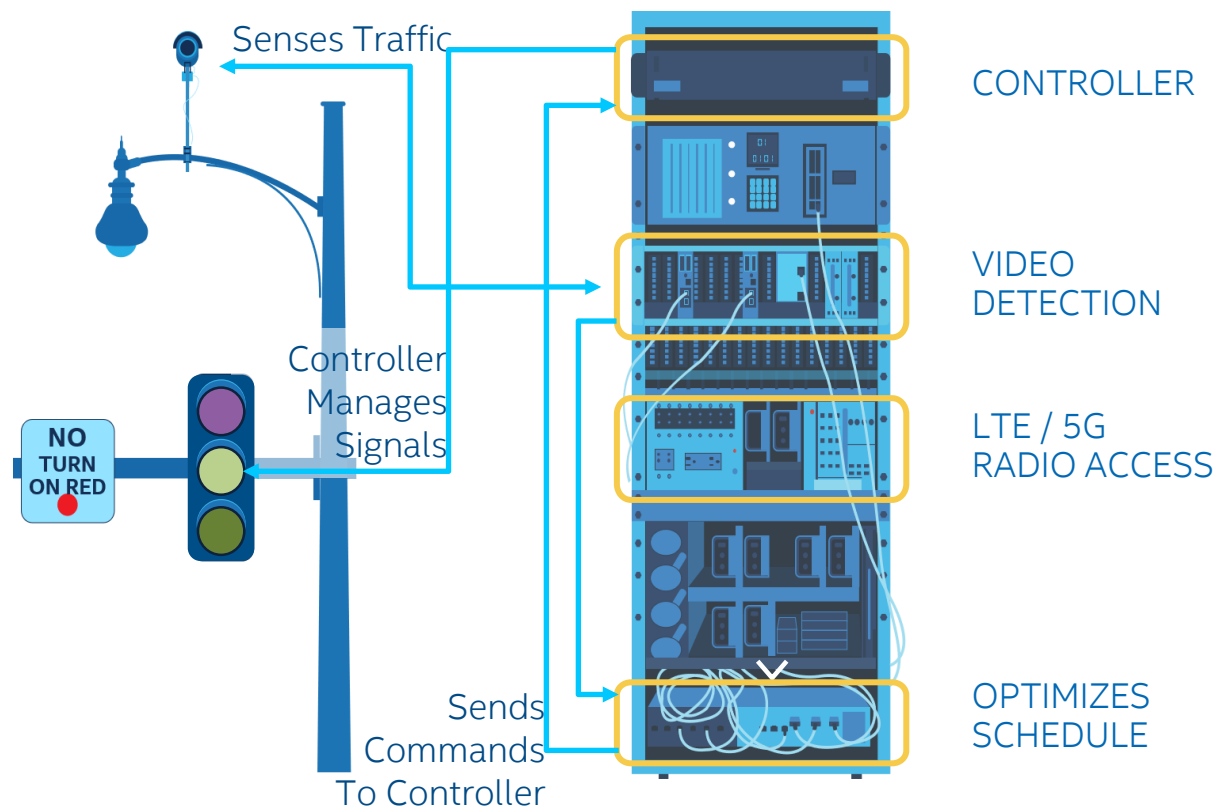 Senses Traffic
CONTROLLER
VIDEO
DETECTION
Controller
Manages
Signals
NO
TURN
ON RED
LTE / 5G
RADIO ACCESS
Sends
Commands
To Controller
OPTIMIZES
SCHEDULE